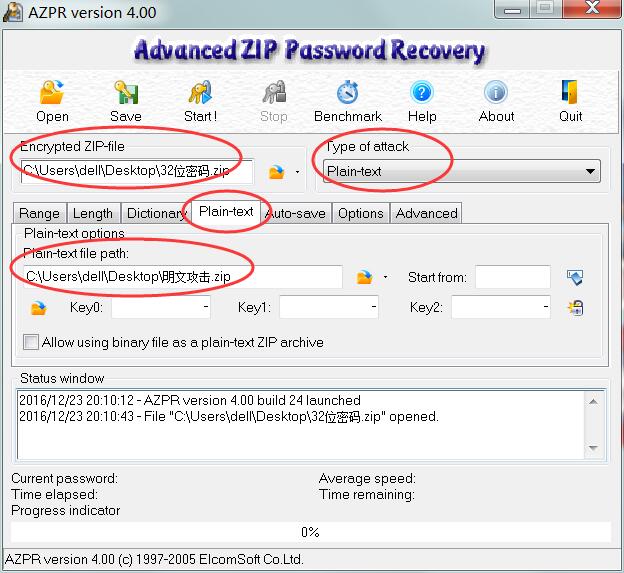 AZPR version 4.00
Advanced ZIP Password Recovery
Open Save Start! Stop Benchmark Help About Quit
Encrypted ZIP-file Type of attack
C:\Users\dell\Desktop\32位密码.zip Plain-text
Range Length Dictionary Plain-text Auto-save Options Advanced
Plain-text options
Plain-text file path:
C:\Users\dell\Desktop\明文攻击.zip Start from:
Key0: - Key1: - Key2: -
Allow using binary file as a plain-text ZIP archive
Status window
2016/12/23 20:10:12 - AZPR version 4.00 build 24 launched
2016/12/23 20:10:43 - File "C:\Users\dell\Desktop\32位密码.zip" opened.
Current password: Average speed:
Time elapsed: Time remaining:
Progress indicator
0%
AZPR version 4.00 (c) 1997-2005 ElcomSoft Co.Ltd.